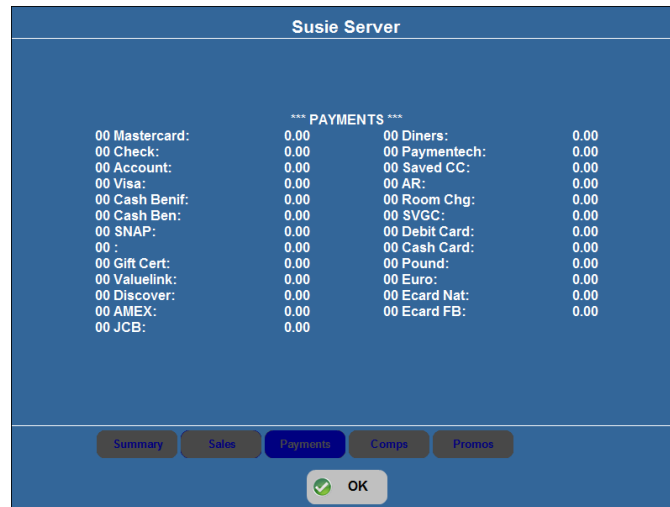 Susie Server
*** PAYMENTS ***
00 Mastercard: 0.00 00 Diners: 0.00
00 Check: 0.00 00 Paymentech: 0.00
00 Account: 0.00 00 Saved CC: 0.00
00 Visa: 0.00 00 AR: 0.00
00 Cash Benif: 0.00 00 Room Chg: 0.00
00 Cash Ben: 0.00 00 SVGC: 0.00
00 SNAP: 0.00 00 Debit Card: 0.00
00 : 0.00 00 Cash Card: 0.00
00 Gift Cert: 0.00 00 Pound: 0.00
00 Valuelink: 0.00 00 Euro: 0.00
00 Discover: 0.00 00 Ecard Nat: 0.00
00 AMEX: 0.00 00 Ecard FB: 0.00
00 JCB: 0.00
Summary Sales Payments Comps Promos
OK